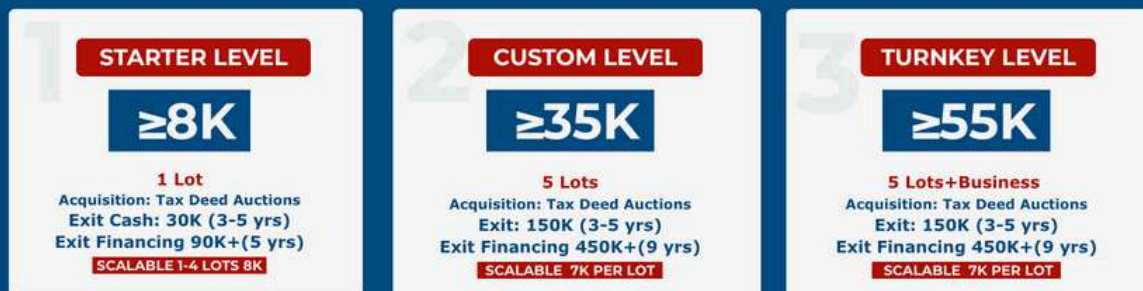 1
STARTER LEVEL
≥8K
1 Lot
Acquisition: Tax Deed Auctions
Exit Cash: 30K (3-5 yrs)
Exit Financing 90K+(5 yrs)
SCALABLE 1-4 LOTS 8K
2
CUSTOM LEVEL
≥35K
5 Lots
Acquisition: Tax Deed Auctions
Exit: 150K (3-5 yrs)
Exit Financing 450K+(9 yrs)
SCALABLE 7K PER LOT
3
TURNKEY LEVEL
≥55K
5 Lots+Business
Acquisition: Tax Deed Auctions
Exit: 150K (3-5 yrs)
Exit Financing 450K+(9 yrs)
SCALABLE 7K PER LOT